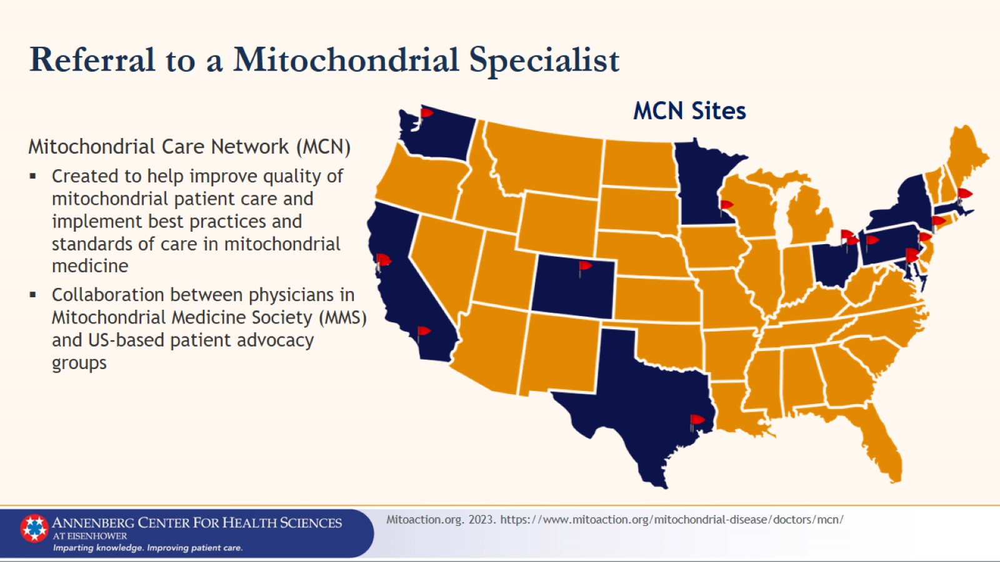 Referral to a Mitochondrial Specialist
MCN Sites
Mitochondrial Care Network (MCN)
▪ Created to help improve quality of
mitochondrial patient care and
implement best practices and
standards of care in mitochondrial
medicine
▪ Collaboration between physicians in
Mitochondrial Medicine Society (MMS)
and US-based patient advocacy
groups
ANNENBERG CENTER FOR HEALTH SCIENCES
AT EISENHOWER
Imparting knowledge. Improving patient care.
Mitoaction.org. 2023. https://www.mitoaction.org/mitochondrial-disease/doctors/mcn/